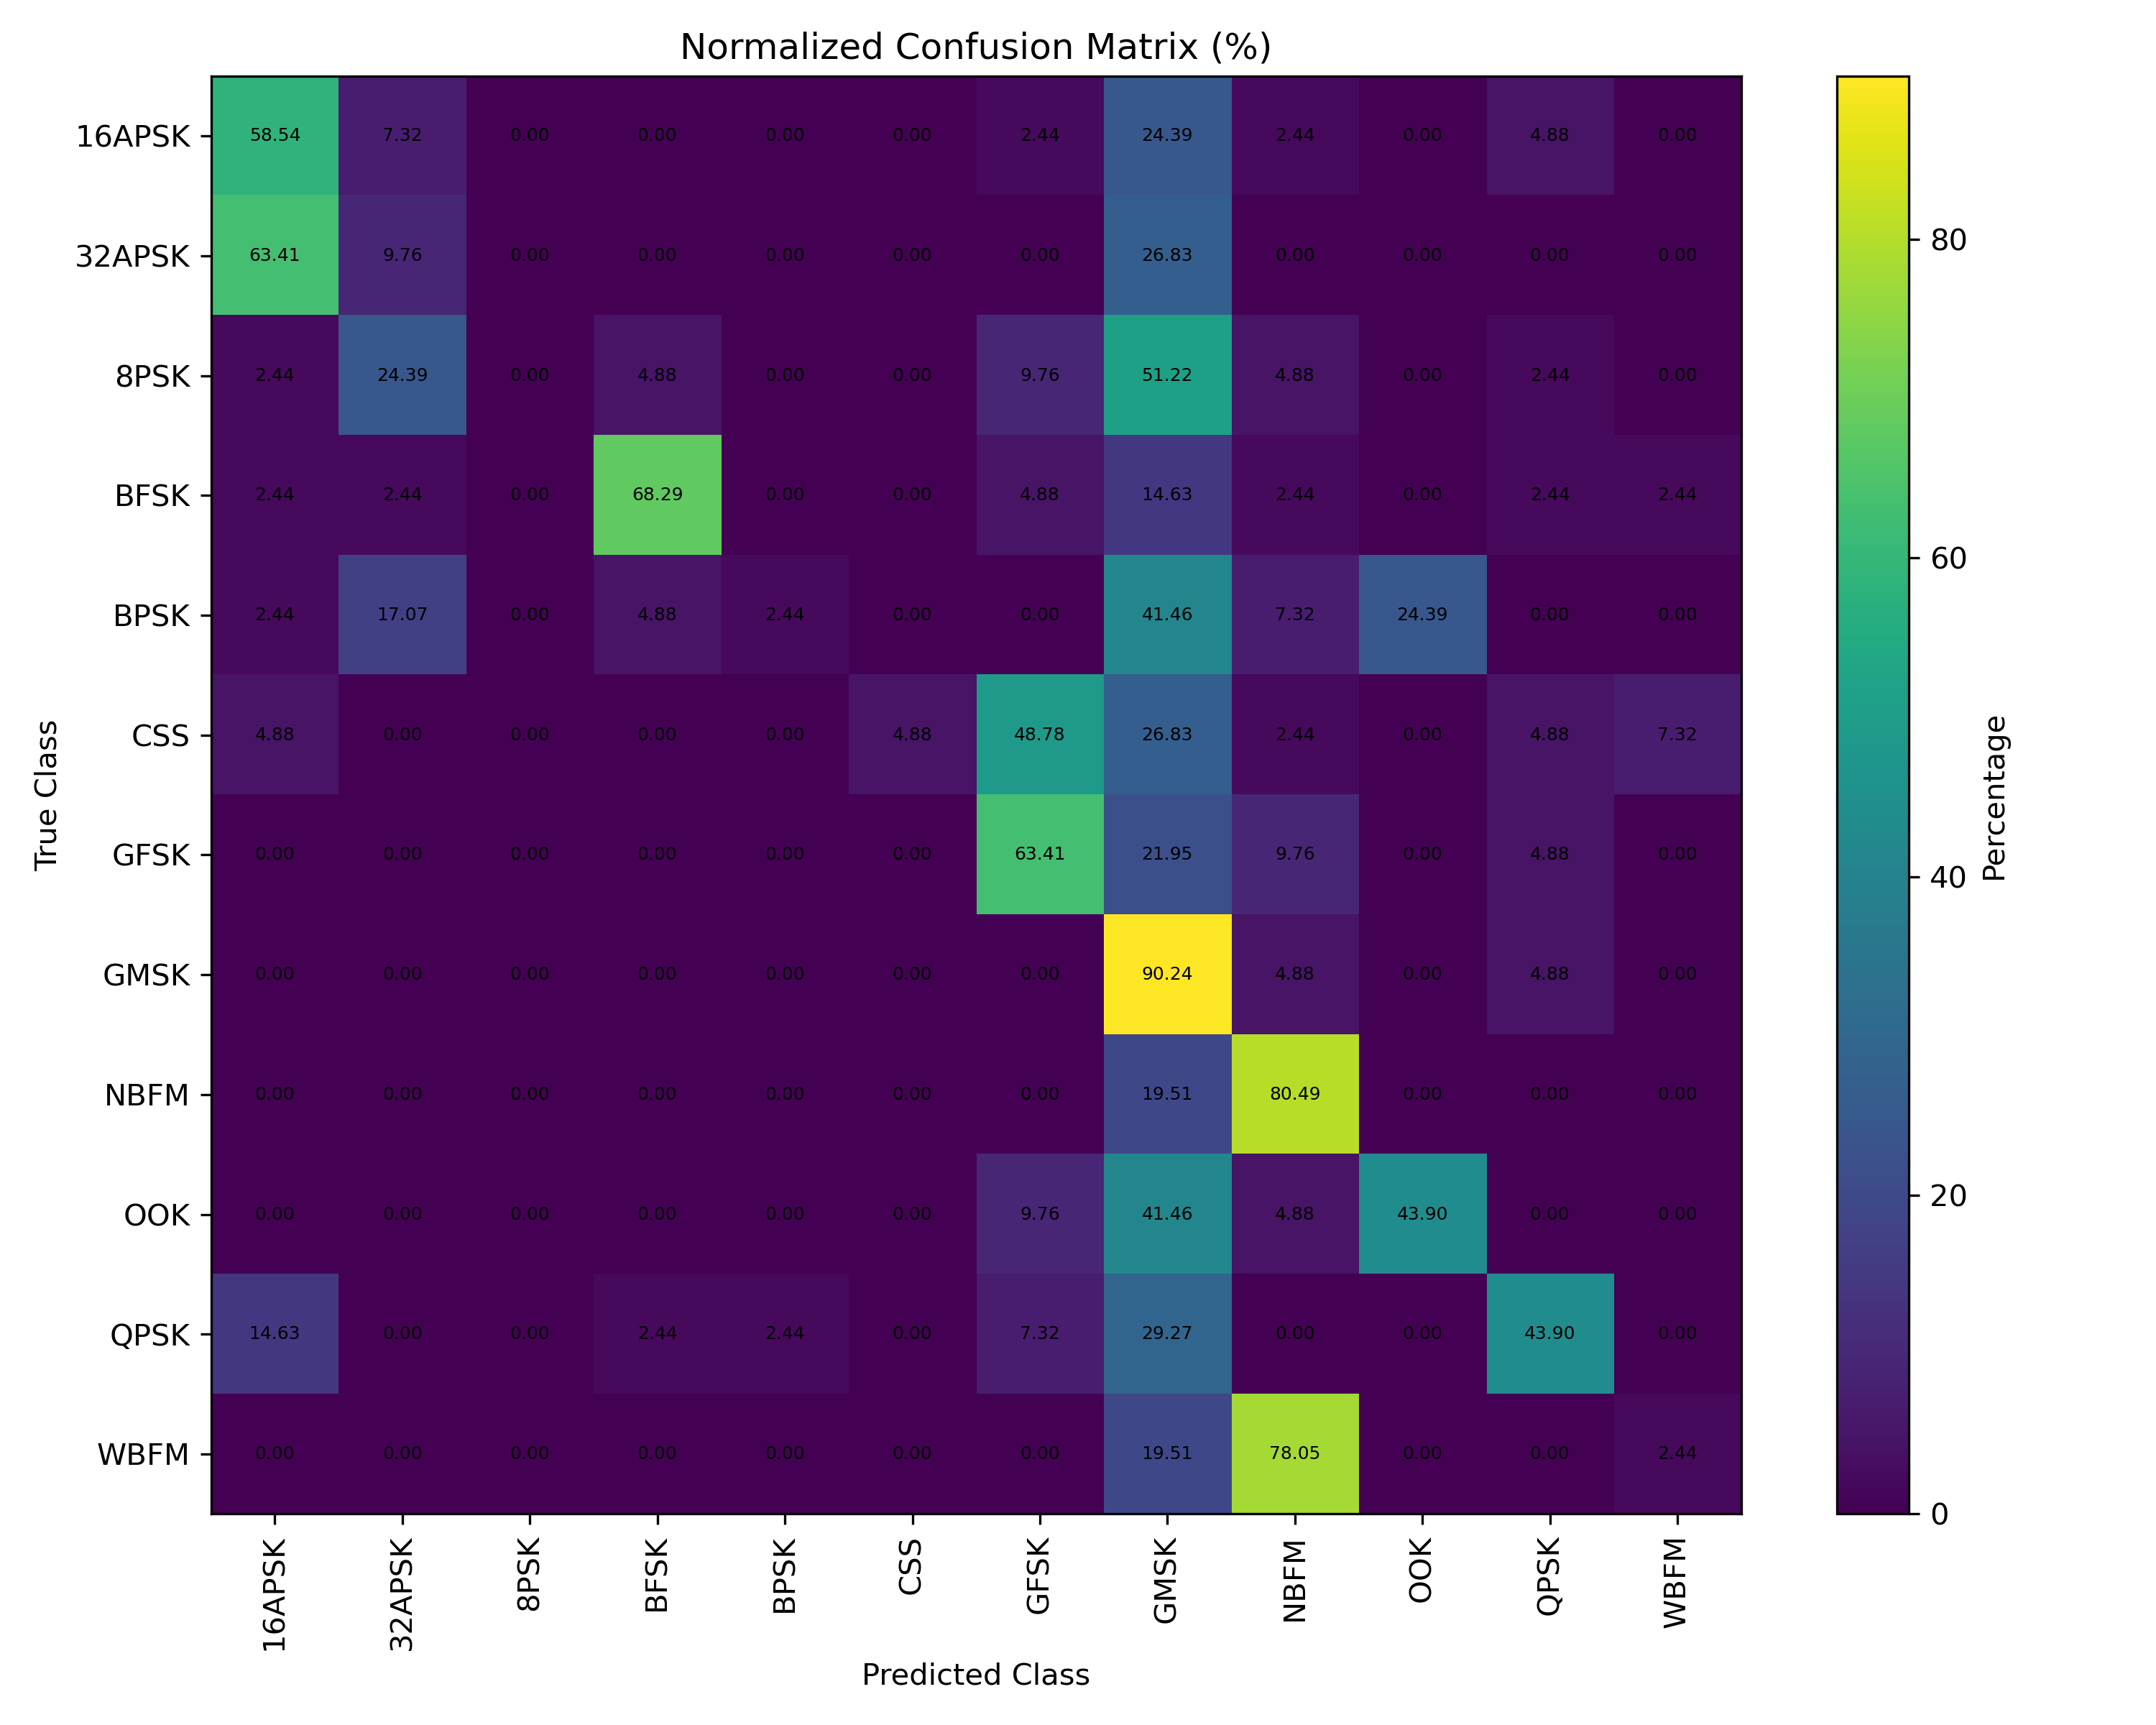 Normalized Confusion Matrix (%)
16APSK 58.54 7.32 0.00 0.00 0.00 0.00 2.44 24.39 2.44 0.00 4.88 0.00
32APSK 63.41 9.76 0.00 0.00 0.00 0.00 0.00 26.83 0.00 0.00 0.00 0.00
8PSK 2.44 24.39 0.00 4.88 0.00 0.00 9.76 51.22 4.88 0.00 2.44 0.00
BFSK 2.44 2.44 0.00 68.29 0.00 0.00 4.88 14.63 2.44 0.00 2.44 2.44
BPSK 2.44 17.07 0.00 4.88 2.44 0.00 0.00 41.46 7.32 24.39 0.00 0.00
CSS 4.88 0.00 0.00 0.00 0.00 4.88 48.78 26.83 2.44 0.00 4.88 7.32
GFSK 0.00 0.00 0.00 0.00 0.00 0.00 63.41 21.95 9.76 0.00 4.88 0.00
GMSK 0.00 0.00 0.00 0.00 0.00 0.00 0.00 90.24 4.88 0.00 4.88 0.00
NBFM 0.00 0.00 0.00 0.00 0.00 0.00 0.00 19.51 80.49 0.00 0.00 0.00
OOK 0.00 0.00 0.00 0.00 0.00 0.00 9.76 41.46 4.88 43.90 0.00 0.00
QPSK 14.63 0.00 0.00 2.44 2.44 0.00 7.32 29.27 0.00 0.00 43.90 0.00
WBFM 0.00 0.00 0.00 0.00 0.00 0.00 0.00 19.51 78.05 0.00 0.00 2.44
16APSK 32APSK 8PSK BFSK BPSK CSS GFSK GMSK NBFM OOK QPSK WBFM
Predicted Class
True Class
80
60
40
20
0
Percentage